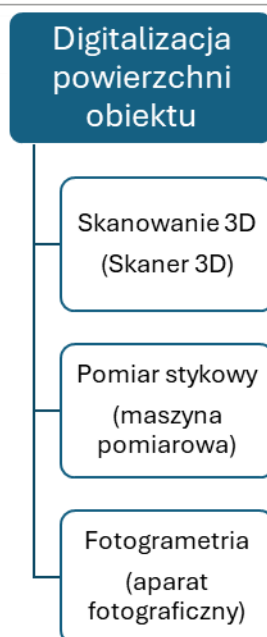 Digitalizacja
powierzchni
obiektu
Skanowanie 3D
(Skaner 3D)
Pomiar stykowy
(maszyna
pomiarowa)
Fotogrametria
(aparat
fotograficzny)